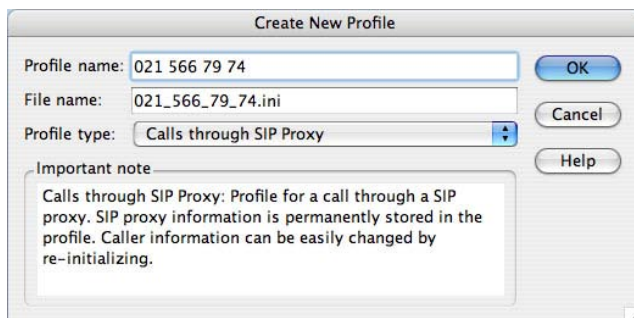 Create New Profile
Profile name: 021 566 79 74
OK
File name: 021_566_79_74.ini
Cancel
Profile type: Calls through SIP Proxy
Help
Important note
Calls through SIP Proxy: Profile for a call through a SIP
proxy. SIP proxy information is permanently stored in the
profile. Caller information can be easily changed by
re-initializing.